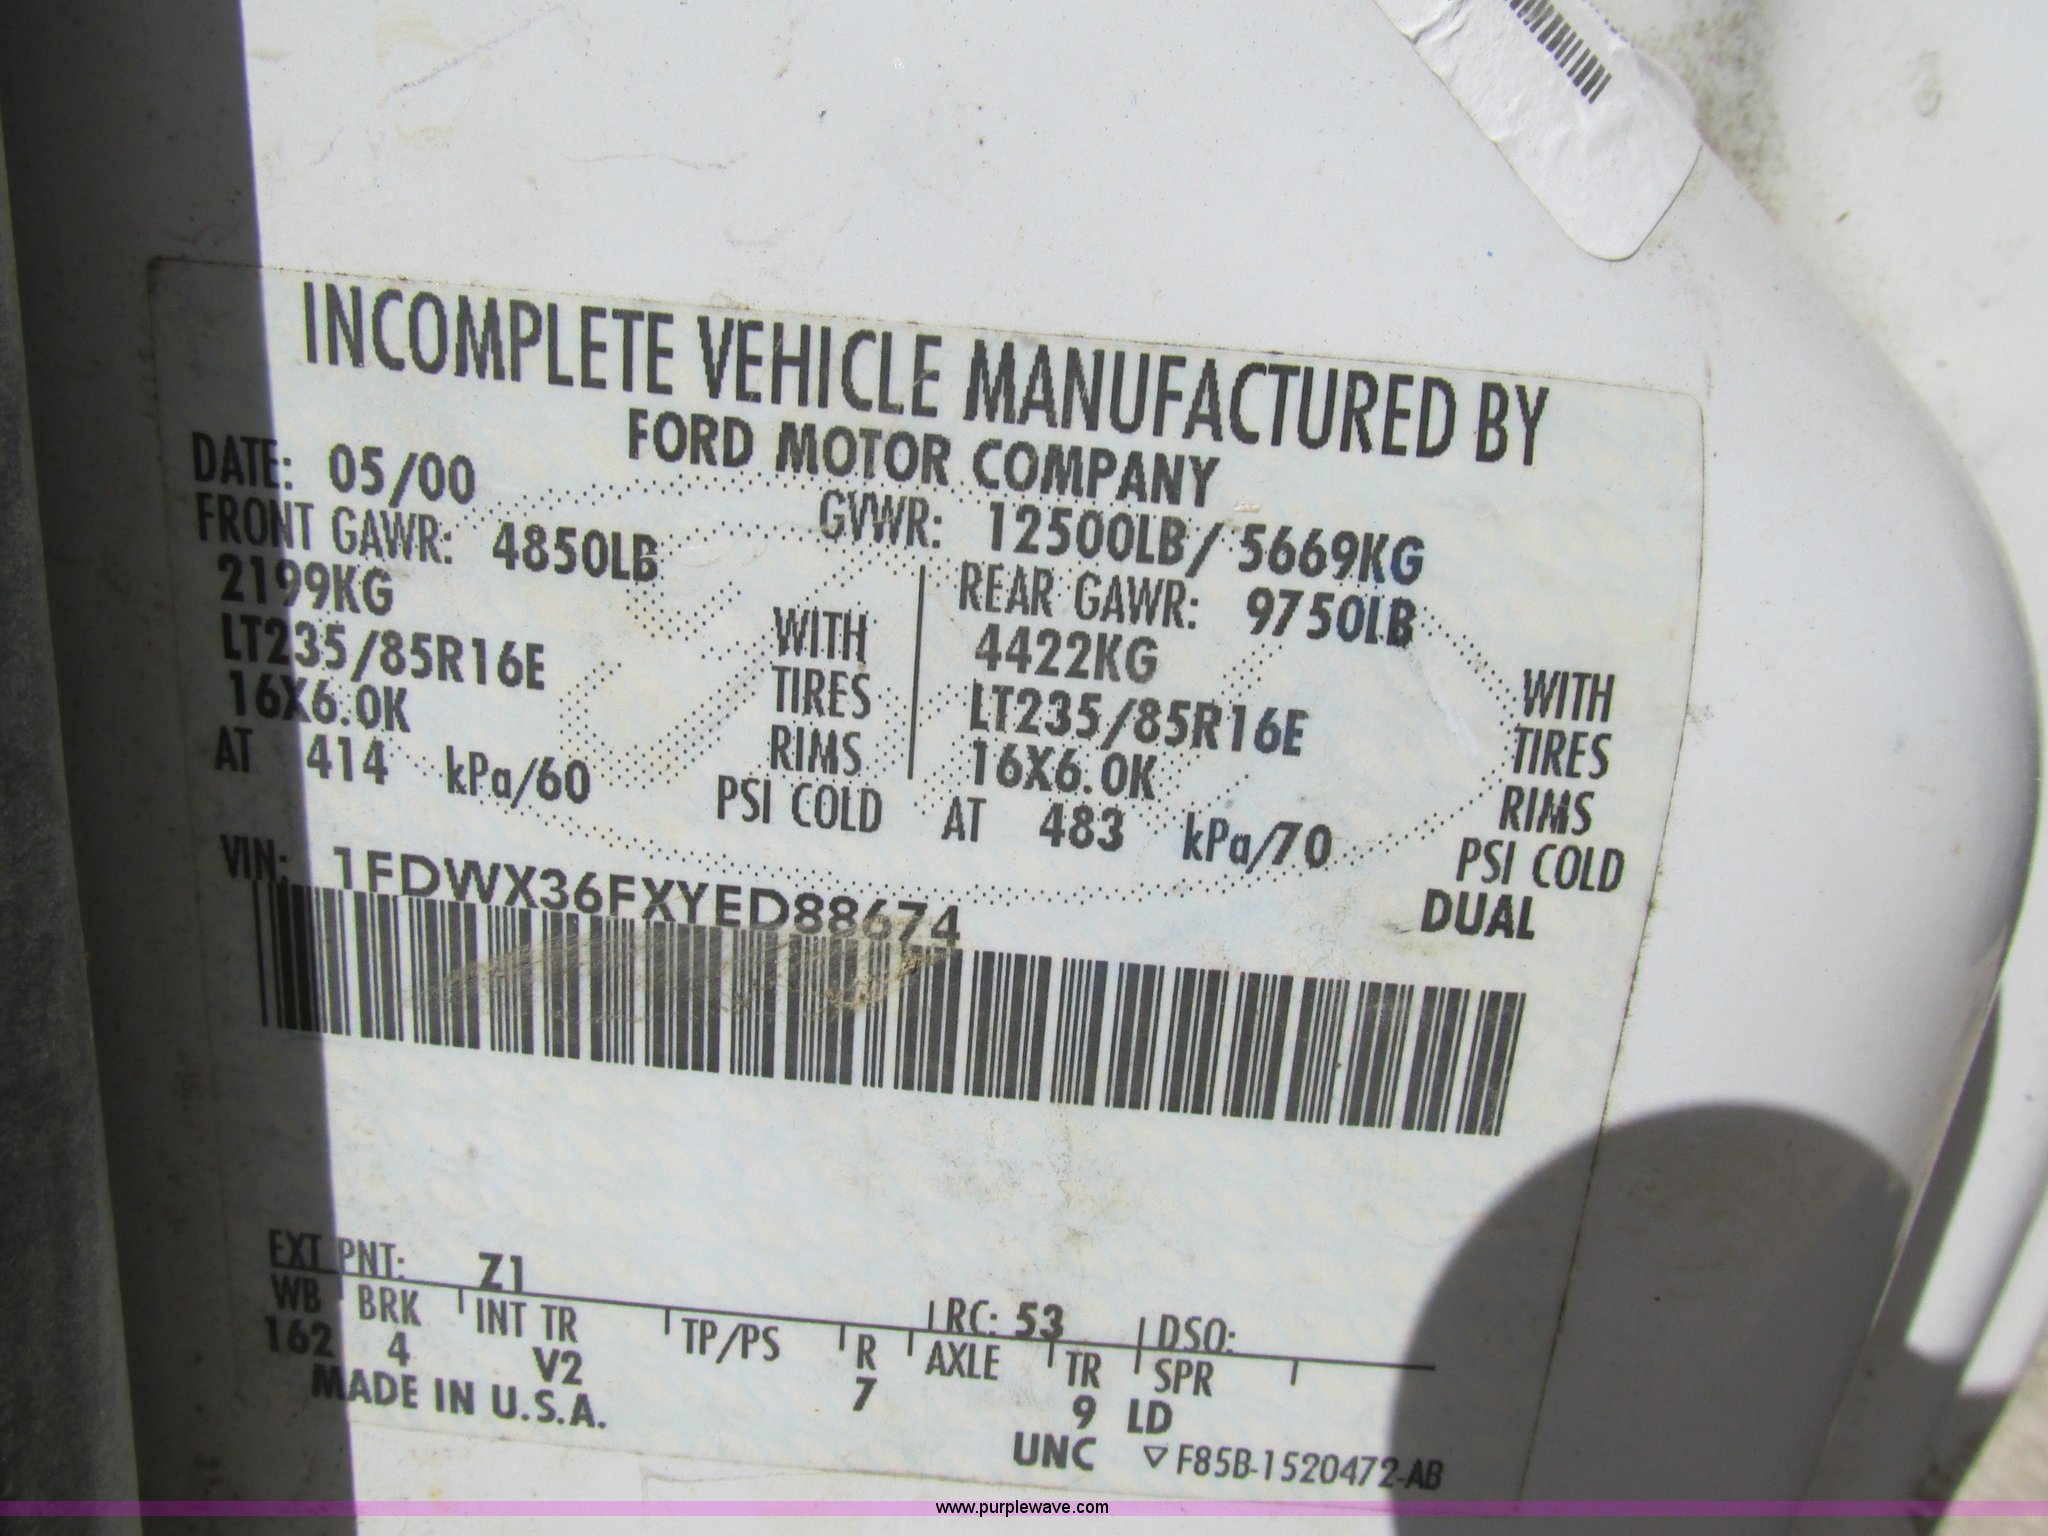 INCOMPLETE VEHICLE MANUFACTURED BY
FORD MOTOR COMPANY
DATE: 05/00
GVWR: 12500LB/ 5669KG
FRONT GAWR: 4850LB
REAR GAWR: 9750LB
2199KG WITH
4422KG WITH
LT235/85R16E TIRES
LT235/85R16E TIRES
16X6.0K RIMS
16X6.0K RIMS
AT 414 kPa/60 PSI COLD
AT 483 kPa/70 PSI COLD
DUAL
VIN: 1FDWX36FXYED88674
EXT PNT: Z1
RC: 53 DSO:
WB BRK INT TR TP/PS R AXLE TR SPR
162 4 V2 7 9 LD
MADE IN U.S.A.
UNC ▽ F85B-1520472-AB
www.purplewave.com